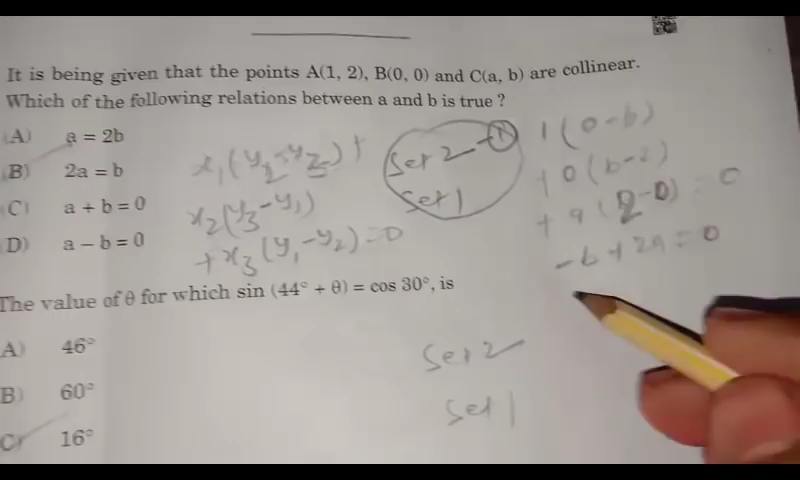 It is being given that the points A(1, 2), B(0, 0) and C(a, b) are collinear.
Which of the following relations between a and b is true ?
(A) a = 2b
(B) 2a = b
(C) a + b = 0
(D) a − b = 0
x₁(y₂−y₃)+
x₂(y₃−y₁)
+x₃(y₁−y₂)=0
Set 2
Set 1
1(0−b)
+0(b−2)
+a(2−0)=0
−b+2a=0
The value of θ for which sin (44° + θ) = cos 30°, is
A) 46°
B) 60°
C) 16°
Set 2
Set 1